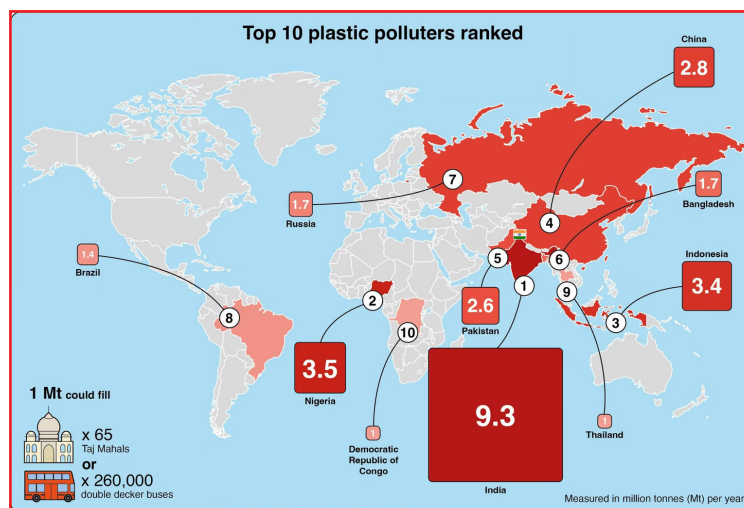 Top 10 plastic polluters ranked
China
2.8
1.7
Bangladesh
7
1.7
Russia
4
1.4
Brazil
5
6
Indonesia
3.4
1
9
2
2.6
Pakistan
3
8
10
3.5
Nigeria
9.3
India
1
Democratic
Republic of
Congo
1
Thailand
1 Mt could fill
x 65
Taj Mahals
or
x 260,000
double decker buses
Measured in million tonnes (Mt) per year